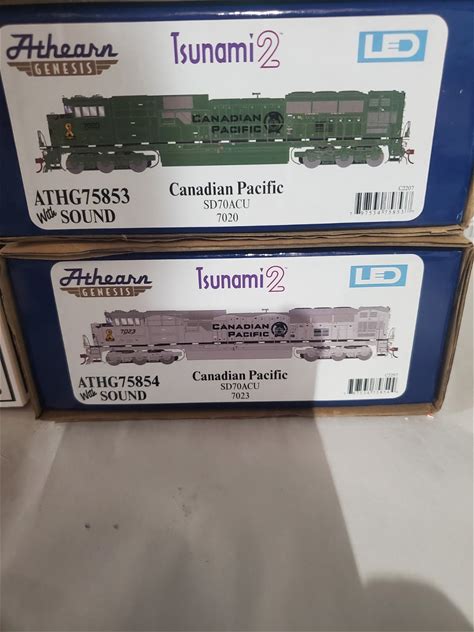 Athearn GENESIS
Tsunami2
LED
CANADIAN PACIFIC
ATHG75853
With SOUND
Canadian Pacific
SD70ACU
7020
C2207
Athearn GENESIS
Tsunami2
LED
7023
CANADIAN PACIFIC
ATHG75854
With SOUND
Canadian Pacific
SD70ACU
7023